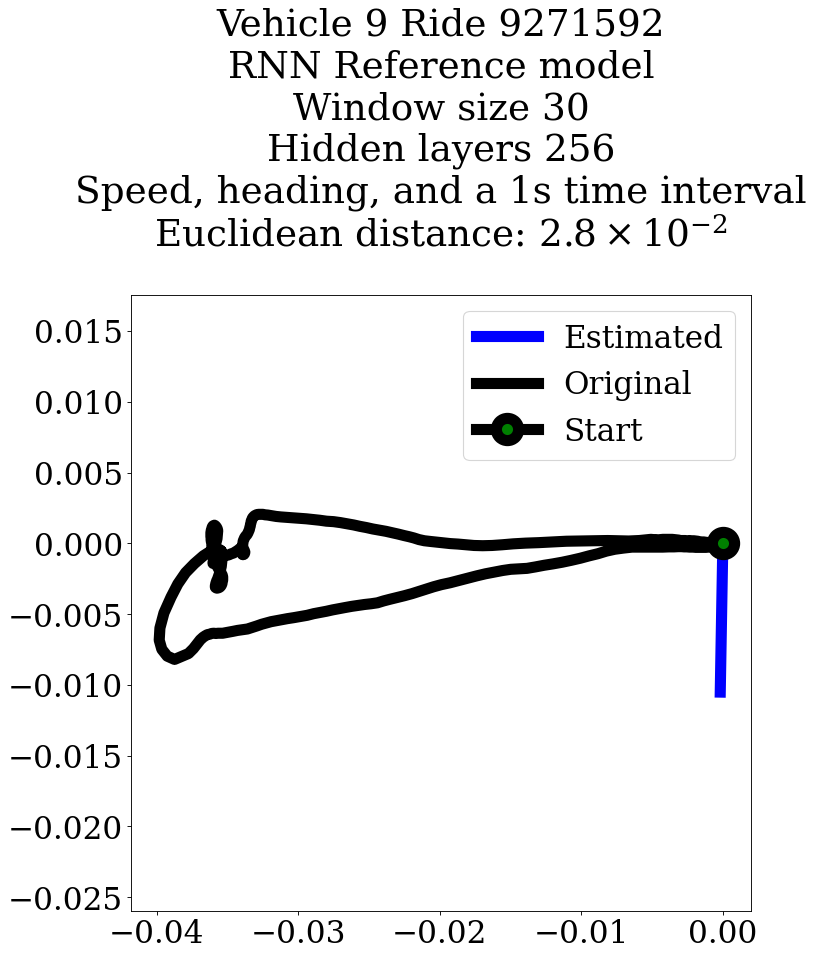 Vehicle 9 Ride 9271592
RNN Reference model
Window size 30
Hidden layers 256
Speed, heading, and a 1s time interval
Euclidean distance: 2.8 × 10⁻²
Estimated
Original
Start
0.015
0.010
0.005
0.000
−0.005
−0.010
−0.015
−0.020
−0.025
−0.04 −0.03 −0.02 −0.01 0.00